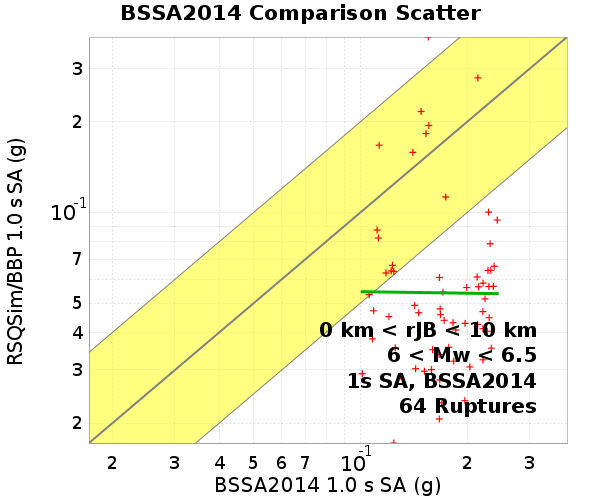 BSSA2014 Comparison Scatter
RSQSim/BBP 1.0 s SA (g)
3
2
10-1
7
5
4
3
2
0 km < rJB < 10 km
6 < Mw < 6.5
1s SA, BSSA2014
64 Ruptures
2 3 4 5 6 7 10-1 2 3
BSSA2014 1.0 s SA (g)